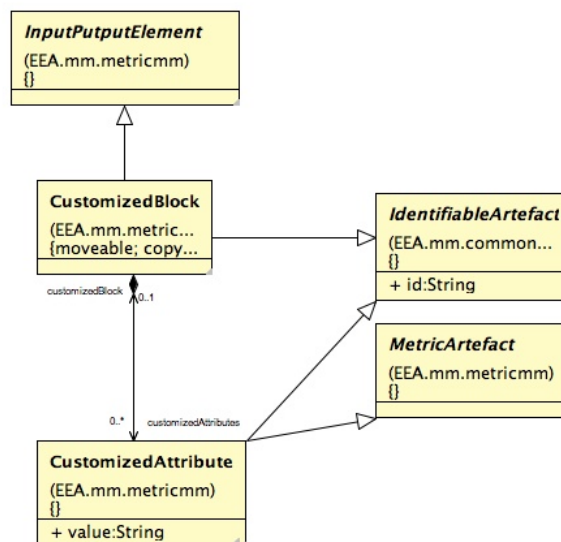 InputPutputElement
(EEA.mm.metricmm)
{}
CustomizedBlock
(EEA.mm.metric...
{moveable; copy...
IdentifiableArtefact
(EEA.mm.common...
{}
+ id:String
customizedBlock
0..1
MetricArtefact
(EEA.mm.metricmm)
{}
0..*
customizedAttributes
CustomizedAttribute
(EEA.mm.metricmm)
{}
+ value:String